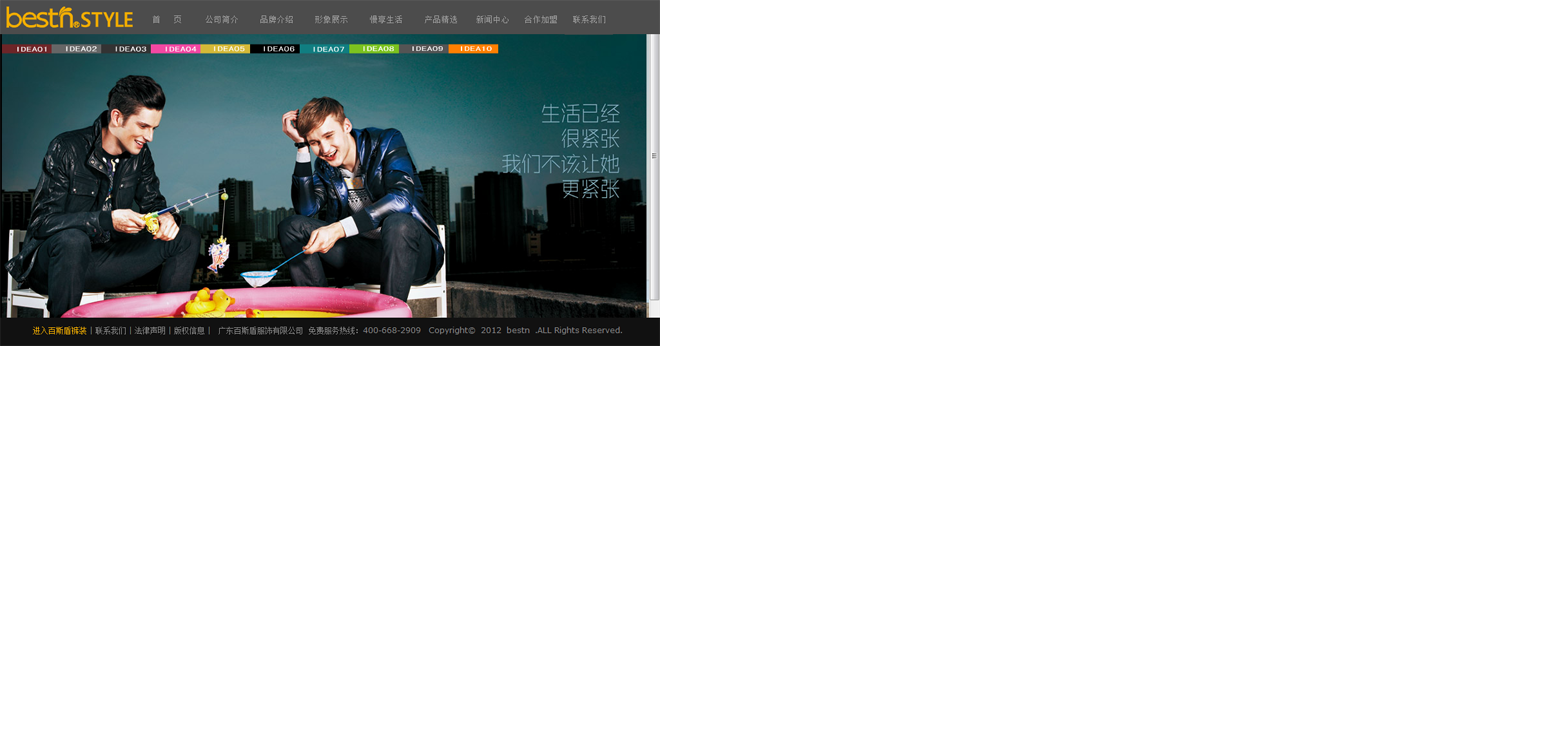 bestn® STYLE
首 页 公司简介 品牌介绍 形象展示 慢享生活 产品精选 新闻中心 合作加盟 联系我们
IDEA01 IDEA02 IDEA03 IDEA04 IDEA05 IDEA06 IDEA07 IDEA08 IDEA09 IDEA10
生活已经
很紧张
我们不该让她
更紧张
进入百斯盾裤装 | 联系我们 | 法律声明 | 版权信息 | 广东百斯盾服饰有限公司 免费服务热线：400-668-2909 Copyright© 2012 bestn .ALL Rights Reserved.